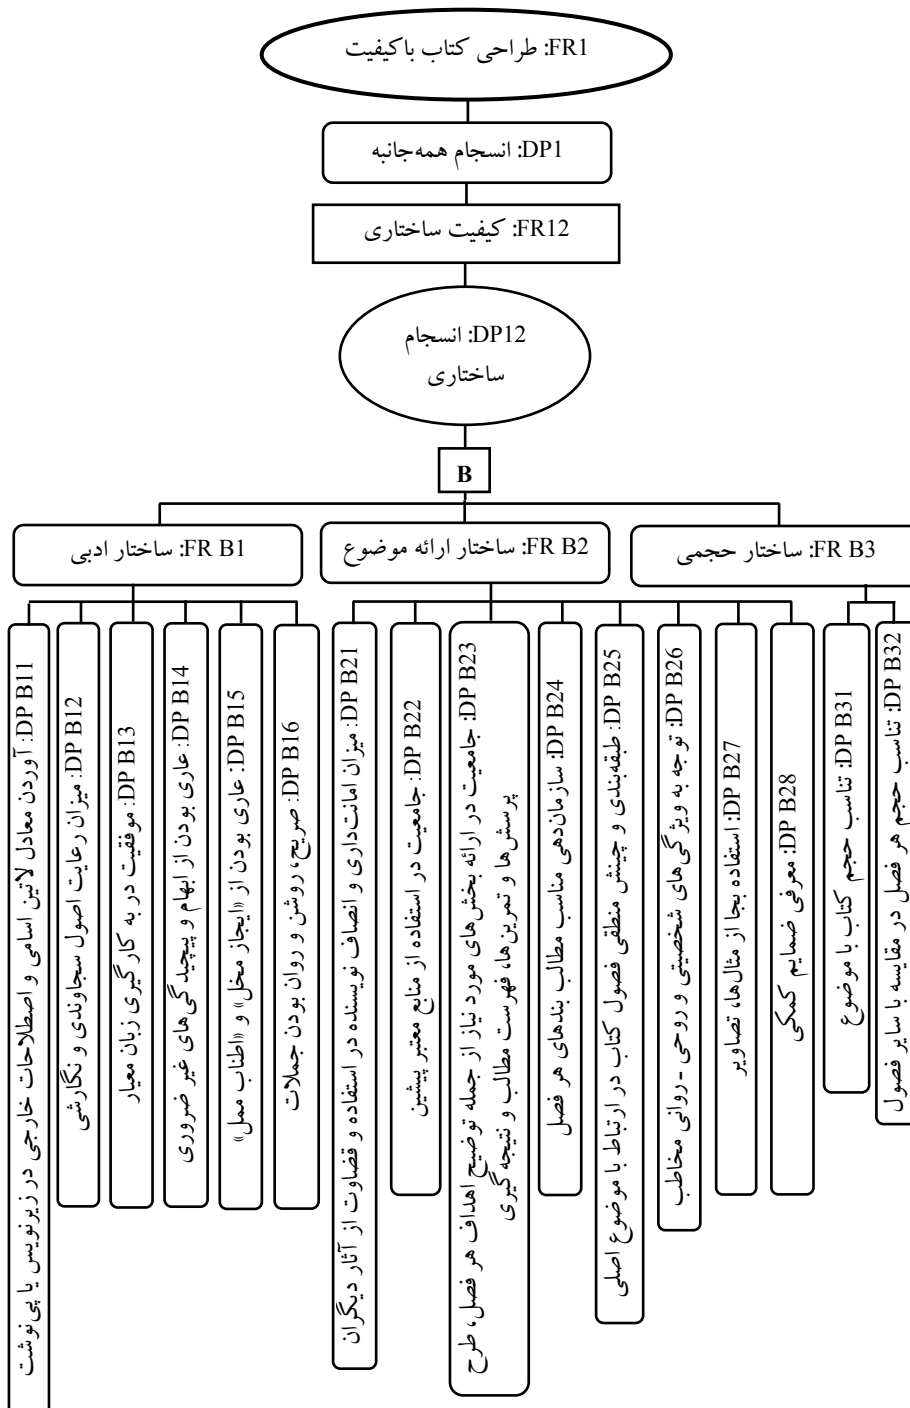 FR1: طراحی کتاب باکیفیت
DP1: انسجام همه‌جانبه
FR12: کیفیت ساختاری
DP12: انسجام
ساختاری
B
FR B1: ساختار ادبی
FR B2: ساختار ارائه موضوع
FR B3: ساختار حجمی
DP B11: آوردن معادل لاتین اسامی و اصطلاحات خارجی در زیرنویس یا پی‌نوشت
DP B12: میزان رعایت اصول سجاوندی و نگارشی
DP B13: موفقیت در به کارگیری زبان معیار
DP B14: عاری بودن از ابهام و پیچیدگی‌های غیر ضروری
DP B15: عاری بودن از «ایجاز مخل» و «اطناب ممل»
DP B16: صریح، روشن و روان بودن جملات
DP B21: میزان امانت‌داری و انصاف نویسنده در استفاده و قضاوت از آثار دیگران
DP B22: جامعیت در استفاده از منابع معتبر پیشین
DP B23: جامعیت در ارائه بخش‌های مورد نیاز از جمله توضیح اهداف هر فصل، طرح
پرسش‌ها و تمرین‌ها، فهرست مطالب و نتیجه‌گیری
DP B24: سازمان‌دهی مناسب مطالب بندهای هر فصل
DP B25: طبقه‌بندی و چینش منطقی فصول کتاب در ارتباط با موضوع اصلی
DP B26: توجه به ویژگی‌های شخصیتی و روحی - روانی مخاطب
DP B27: استفاده بجا از مثال‌ها، تصاویر
DP B28: معرفی ضمایم کمکی
DP B31: تناسب حجم کتاب با موضوع
DP B32: تناسب حجم هر فصل در مقایسه با سایر فصول